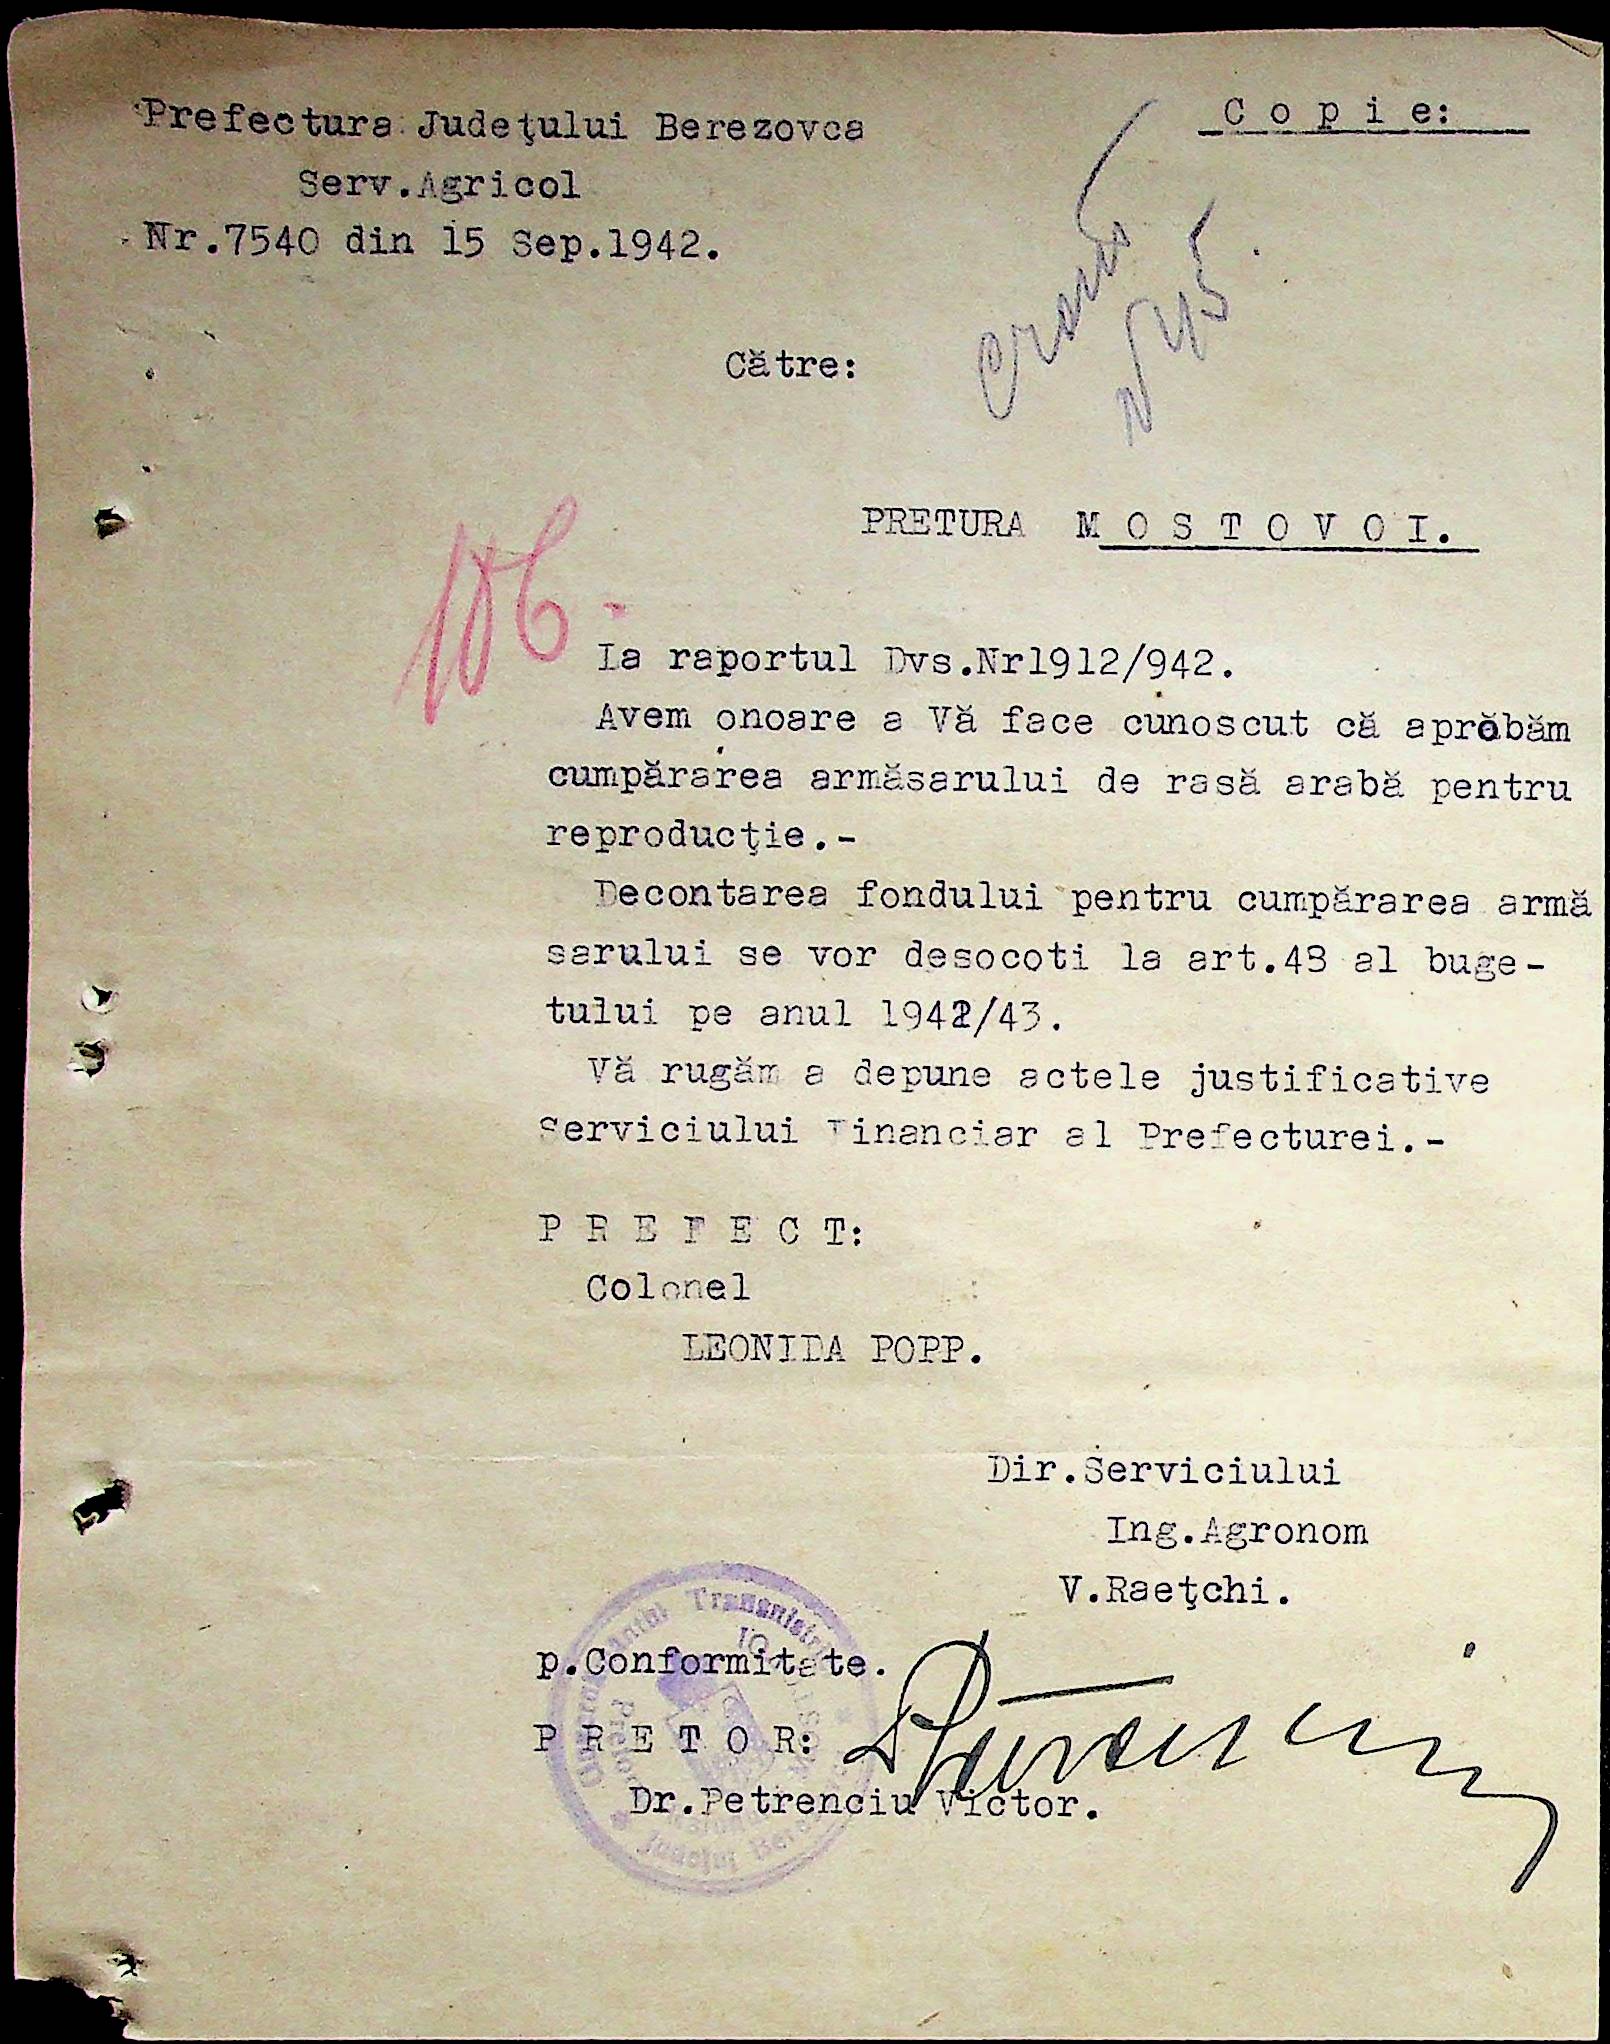 Copie:
Prefectura Judeţului Berezovca
Serv.Agricol
Nr.7540 din 15 Sep.1942.
Către:
№45
PRETURA MOSTOVOI.
106.
La raportul Dvs.Nr1912/942.
Avem onoare a Vă face cunoscut că aprobăm
cumpărarea armăsarului de rasă arabă pentru
reproducţie.-
Decontarea fondului pentru cumpărarea armă
sarului se vor desocoti la art.43 al buge-
tului pe anul 1942/43.
Vă rugăm a depune actele justificative
Serviciului Financiar al Prefecturei.-
PREFECT:
Colonel
LEONIDA POPP.
Dir.Serviciului
Ing.Agronom
V.Raeţchi.
p.Conformitate.
PRETOR:
Dr.Petrenciu Victor.
Transnistriei
Judeţul